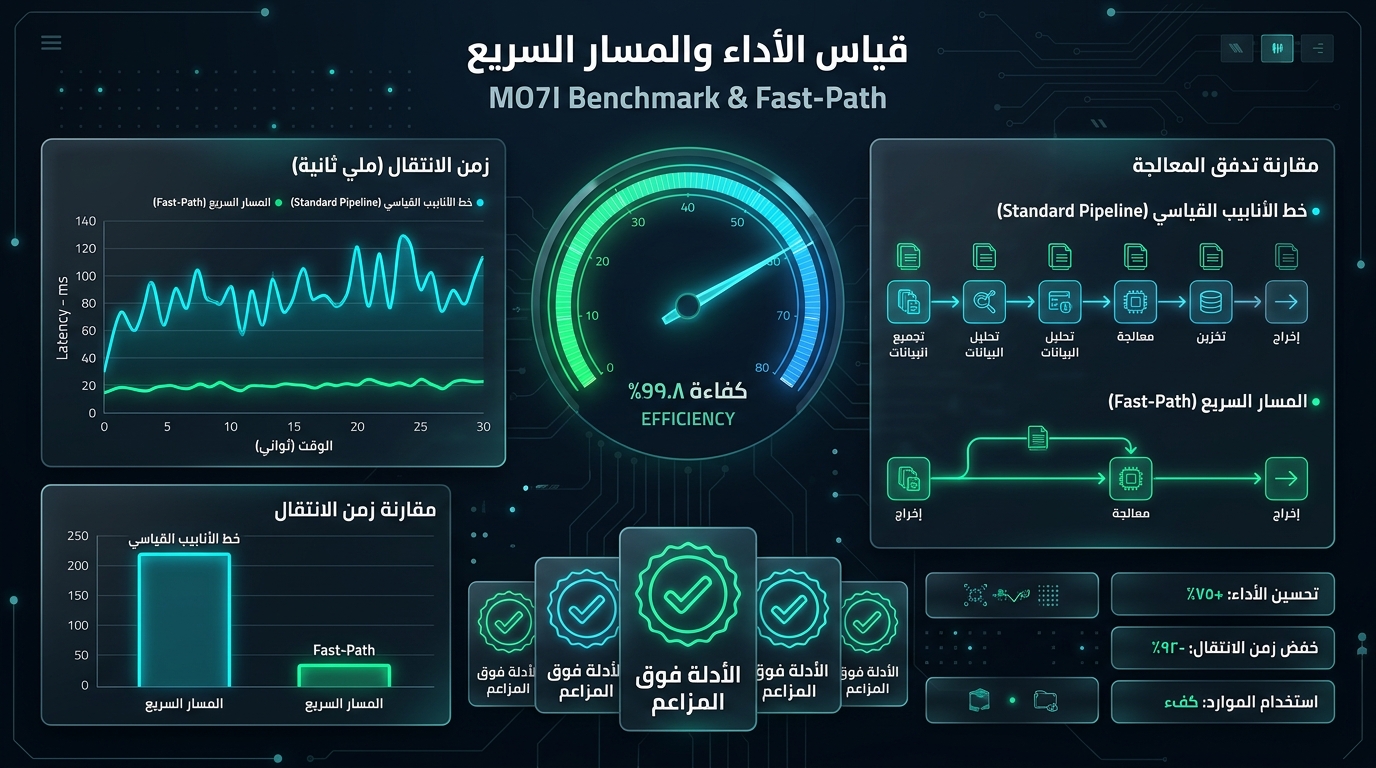 قياس الأداء والمسار السريع
MO7I Benchmark & Fast-Path
زمن الانتقال (ملي ثانية)
خط الأنابيب القياسي (Standard Pipeline)
المسار السريع (Fast-Path)
Latency - ms
140
120
100
80
60
40
20
0
0 5 10 15 20 25 30
الوقت (ثواني)
0
10
20
30
40
50
70
80
كفاءة ٩٩.٨%
EFFICIENCY
مقارنة تدفق المعالجة
خط الأنابيب القياسي (Standard Pipeline)
تجميع البيانات
تحليل البيانات
تحليل البيانات
معالجة
تخزين
إخراج
المسار السريع (Fast-Path)
إخراج
معالجة
إخراج
مقارنة زمن الانتقال
250
200
150
100
50
0
خط الأنابيب القياسي
Fast-Path
المسار السريع
المسار السريع
الأدلة فوق
المزاعم
الأدلة فوق
المزاعم
الأدلة فوق
المزاعم
الأدلة فوق
المزاعم
الأدلة فوق
المزاعم
تحسين الأداء: +٧٥٪
خفض زمن الانتقال: -٩٢٪
استخدام الموارد: كفء